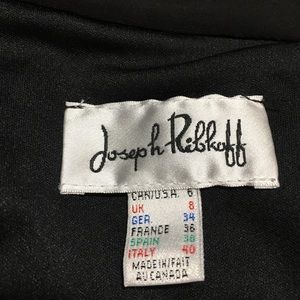 Joseph Ribkoff
CAN/U.S.A. 6
UK 8
GER. 34
FRANCE 36
SPAIN 38
ITALY 40
MADE IN/FAIT
AU CANADA